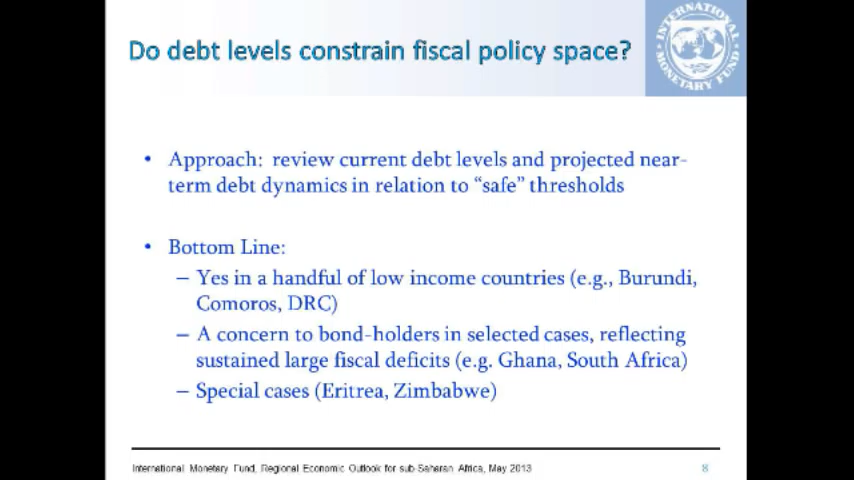 Do debt levels constrain fiscal policy space?
INTERNATIONAL
MONETARY FUND
• Approach: review current debt levels and projected near-
term debt dynamics in relation to “safe” thresholds
• Bottom Line:
– Yes in a handful of low income countries (e.g., Burundi,
Comoros, DRC)
– A concern to bond-holders in selected cases, reflecting
sustained large fiscal deficits (e.g. Ghana, South Africa)
– Special cases (Eritrea, Zimbabwe)
International Monetary Fund, Regional Economic Outlook for sub-Saharan Africa, May 2013
8